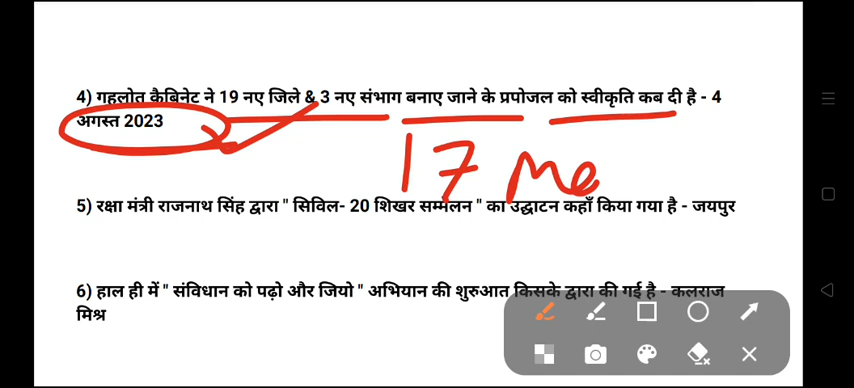 4) गहलोत कैबिनेट ने 19 नए जिले & 3 नए संभाग बनाए जाने के प्रपोजल को स्वीकृति कब दी है - 4
अगस्त 2023
17 Me
5) रक्षा मंत्री राजनाथ सिंह द्वारा " सिविल- 20 शिखर सम्मेलन " का उद्घाटन कहाँ किया गया है - जयपुर
6) हाल ही में " संविधान को पढ़ो और जियो " अभियान की शुरुआत किसके द्वारा की गई है - कलराज
मिश्र